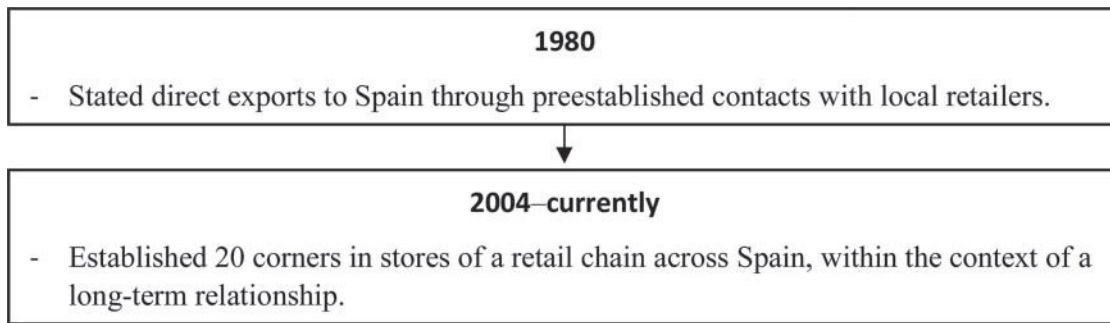 1980
- Stated direct exports to Spain through preestablished contacts with local retailers.
2004–currently
- Established 20 corners in stores of a retail chain across Spain, within the context of a
long-term relationship.